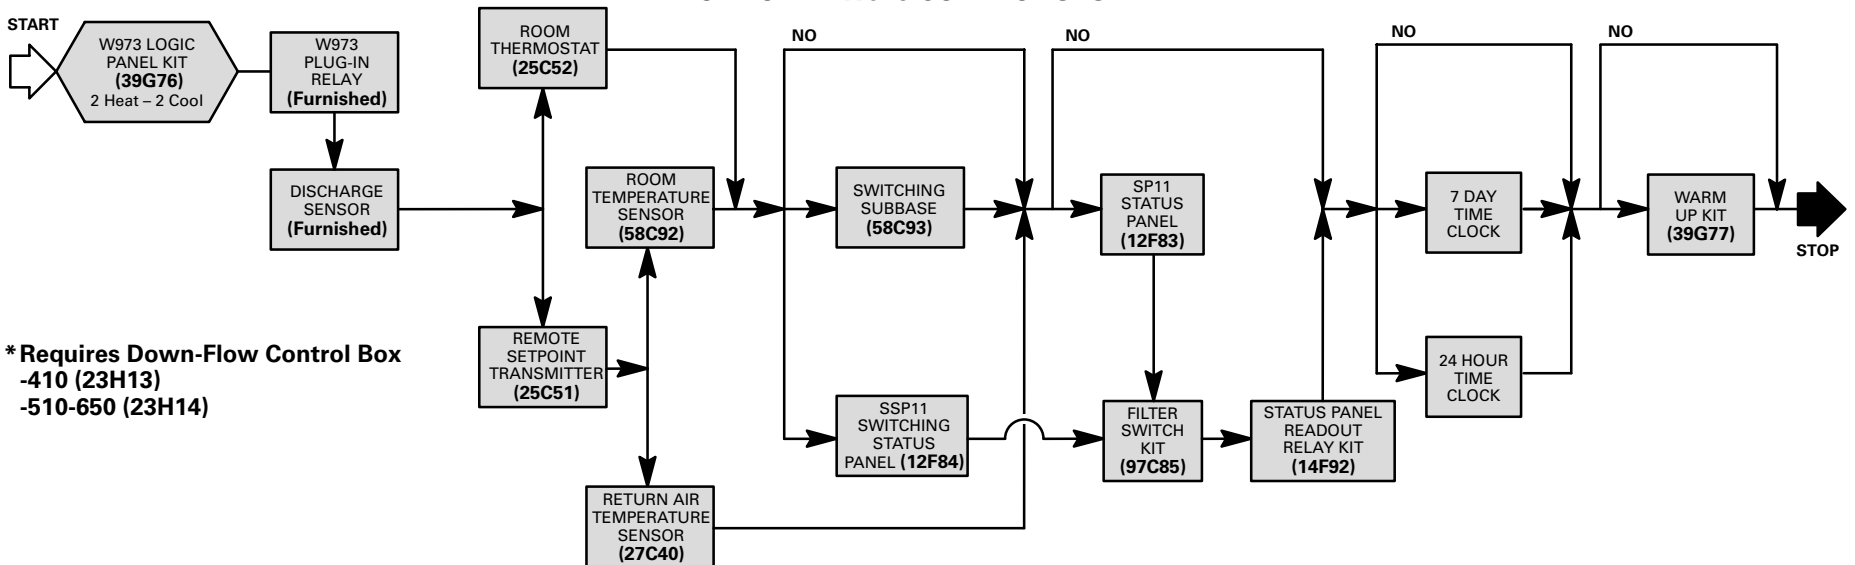 START
W973 LOGIC
PANEL KIT
(39G76)
2 Heat – 2 Cool
W973
PLUG-IN
RELAY
(Furnished)
DISCHARGE
SENSOR
(Furnished)
ROOM
THERMOSTAT
(25C52)
REMOTE
SETPOINT
TRANSMITTER
(25C51)
ROOM
TEMPERATURE
SENSOR
(58C92)
RETURN AIR
TEMPERATURE
SENSOR
(27C40)
NO
SWITCHING
SUBBASE
(58C93)
SSP11
SWITCHING
STATUS
PANEL (12F84)
NO
SP11
STATUS
PANEL
(12F83)
FILTER
SWITCH
KIT
(97C85)
STATUS PANEL
READOUT
RELAY KIT
(14F92)
NO
7 DAY
TIME
CLOCK
24 HOUR
TIME
CLOCK
NO
WARM
UP KIT
(39G77)
STOP
*Requires Down-Flow Control Box
-410 (23H13)
-510-650 (23H14)